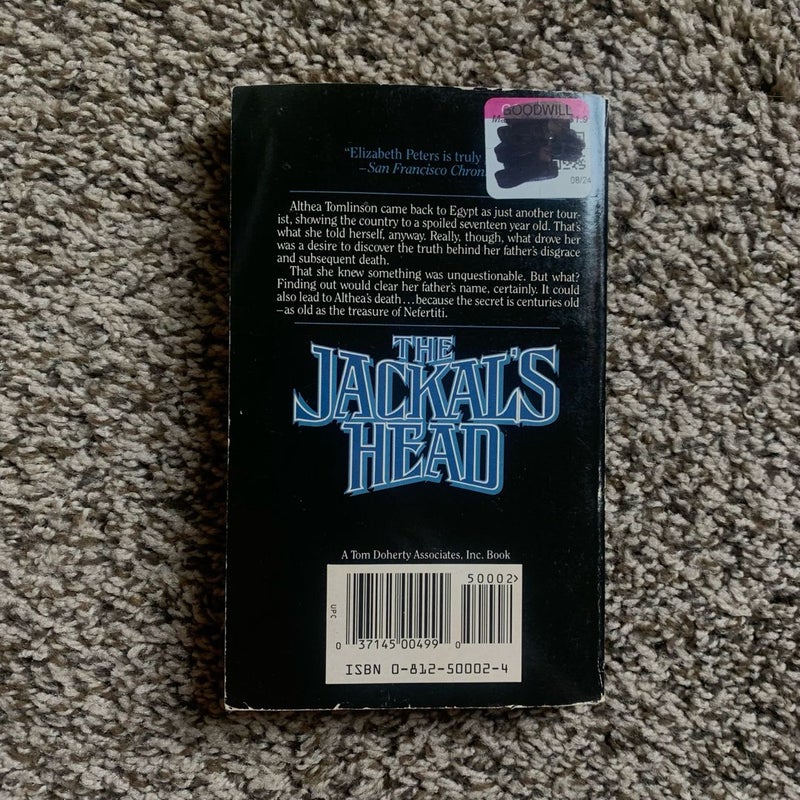 GOODWILL
1.9
08/24
“Elizabeth Peters is truly
–San Francisco Chron
Althea Tomlinson came back to Egypt as just another tour-
ist, showing the country to a spoiled seventeen year old. That's
what she told herself, anyway. Really, though, what drove her
was a desire to discover the truth behind her father's disgrace
and subsequent death.
That she knew something was unquestionable. But what?
Finding out would clear her father's name, certainly. It could
also lead to Althea's death...because the secret is centuries old
–as old as the treasure of Nefertiti.
THE
JACKAL'S
HEAD
A Tom Doherty Associates, Inc. Book
50002>
UPC
0 37145 00499 0
ISBN 0-812-50002-4